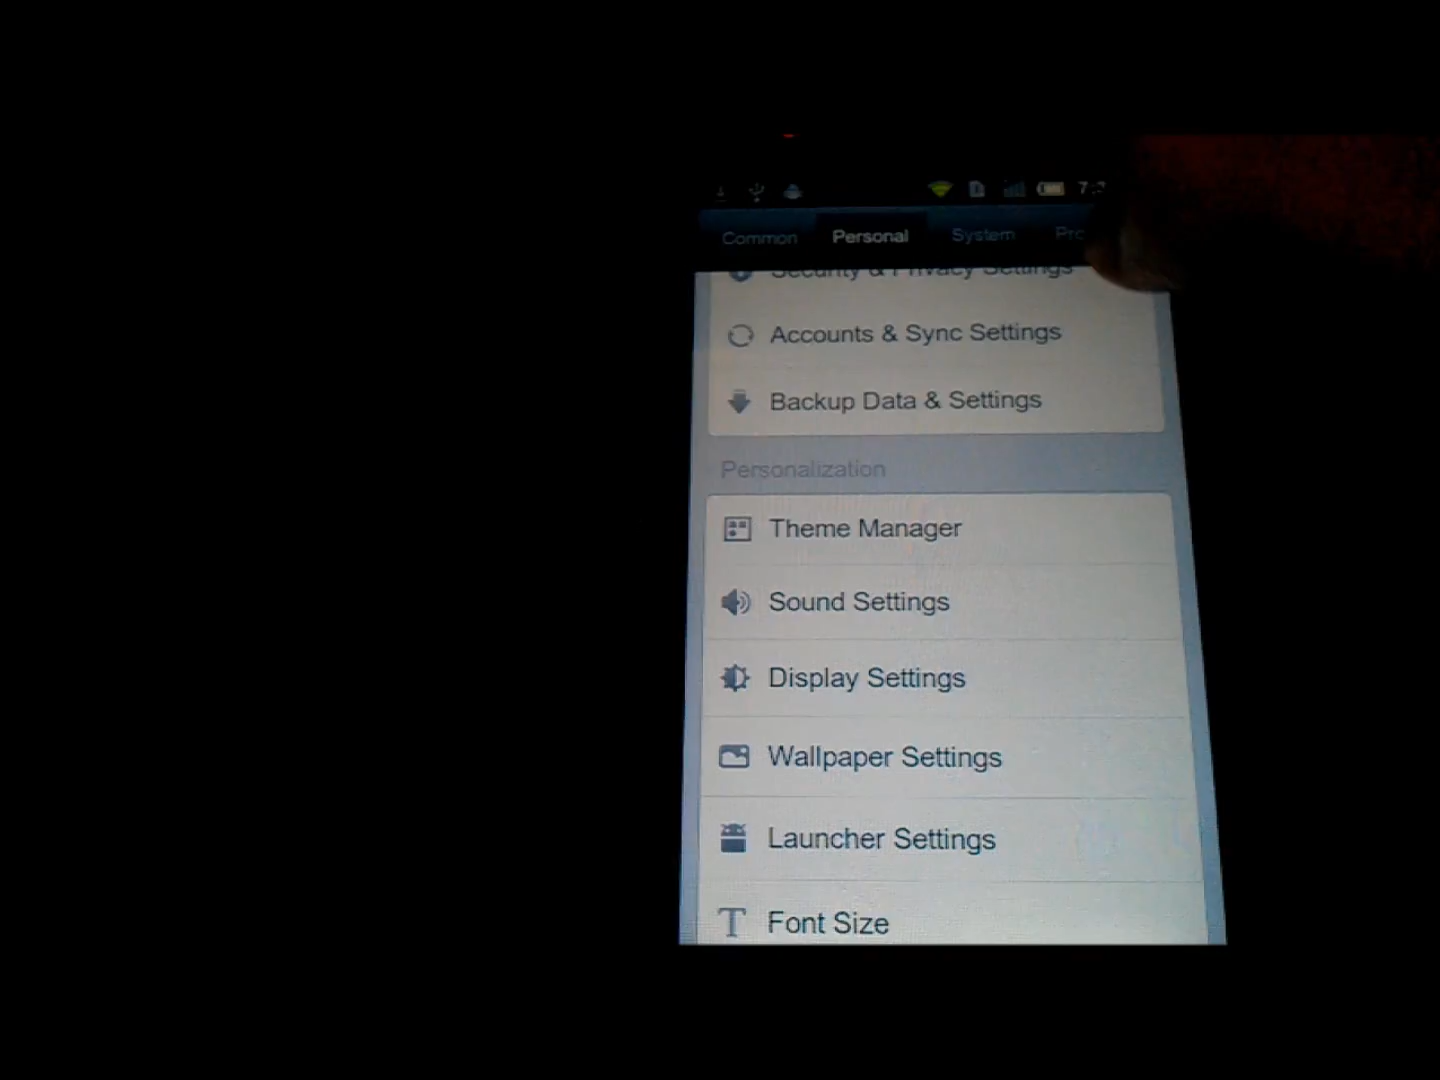 Common Personal System
Security & Privacy Settings
Accounts & Sync Settings
Backup Data & Settings
Personalization
Theme Manager
Sound Settings
Display Settings
Wallpaper Settings
Launcher Settings
Font Size